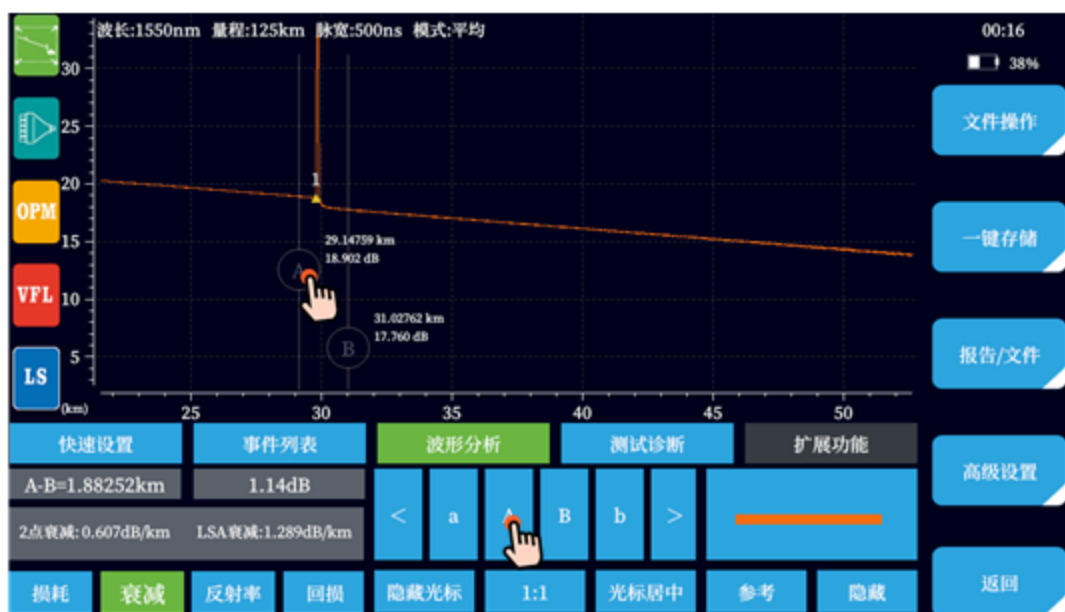 波长:1550nm 量程:125km 脉宽:500ns 模式:平均
00:16
38%
文件操作
一键存储
报告/文件
高级设置
返回
OPM
VFL
LS
30
25
20
15
10
5
(km)
25
30
35
40
45
50
1
29.14759 km
18.902 dB
A
31.02762 km
17.760 dB
B
快速设置 事件列表 波形分析 测试诊断 扩展功能
A-B=1.88252km 1.14dB
< a A B b >
2点衰减:0.607dB/km LSA衰减:1.289dB/km
损耗 衰减 反射率 回损 隐藏光标 1:1 光标居中 参考 隐藏